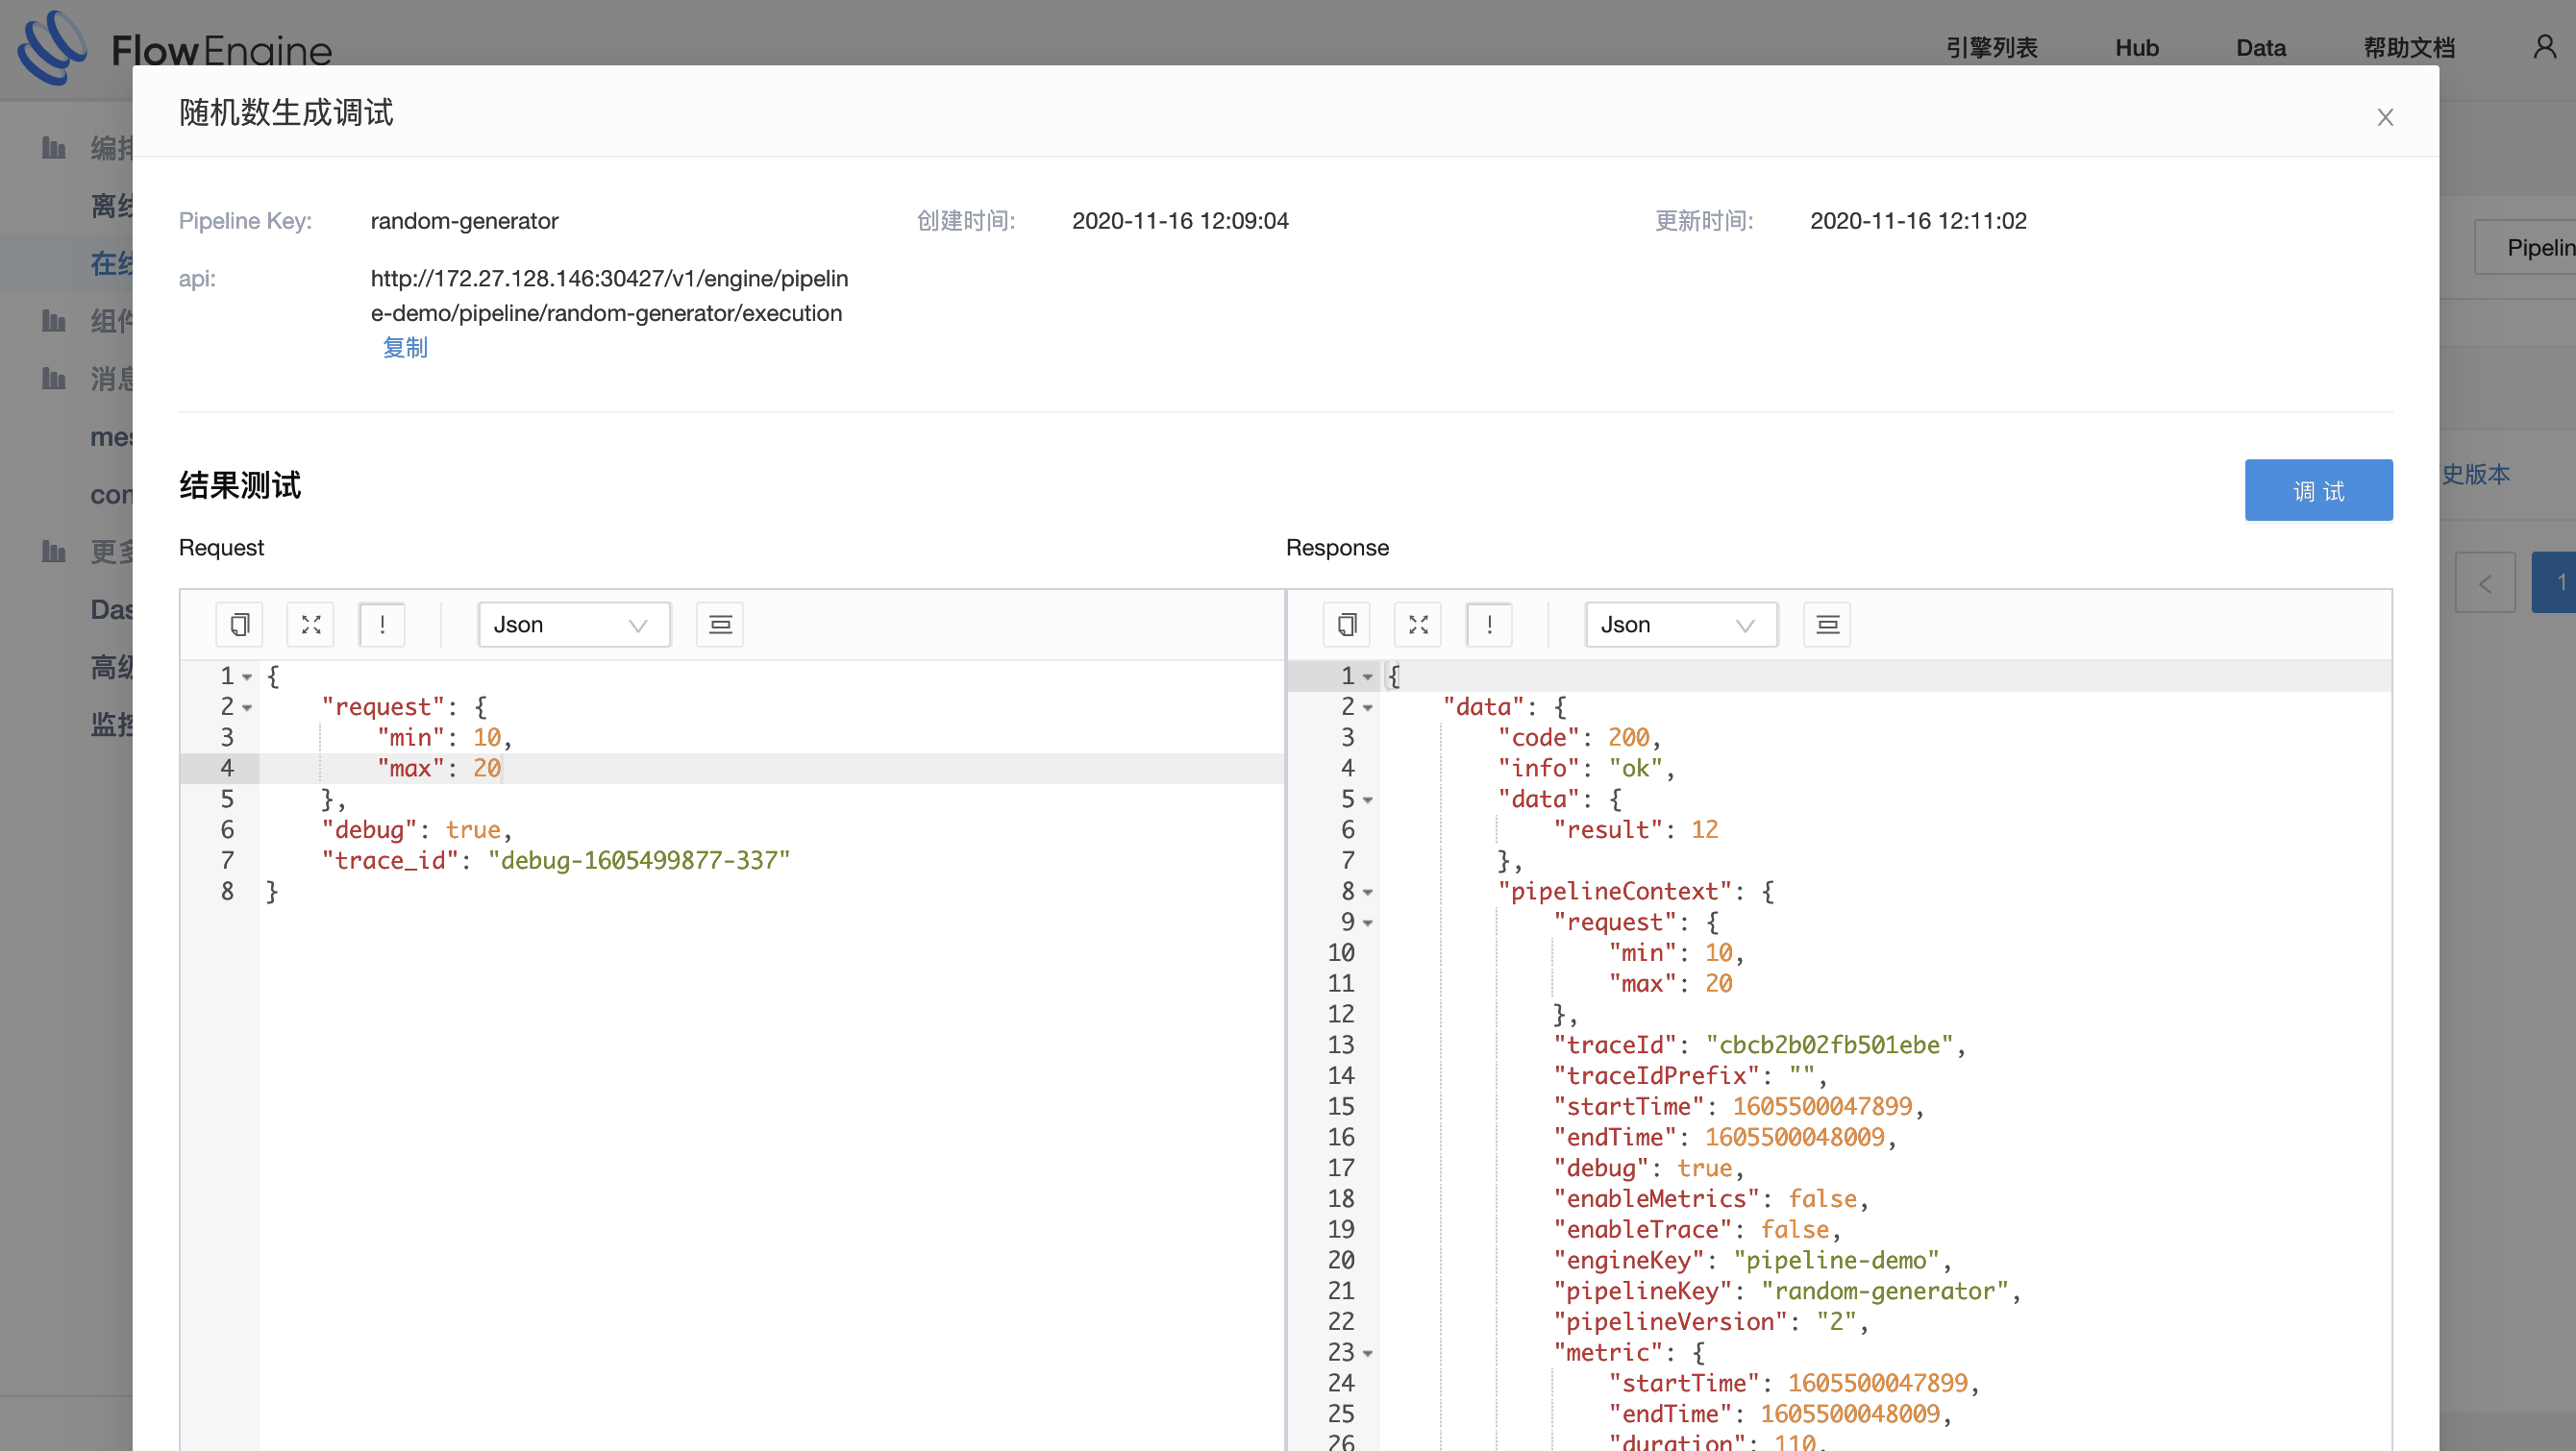 FlowEngine
引擎列表
Hub
Data
帮助文档
随机数生成调试
Pipeline Key:
random-generator
创建时间:
2020-11-16 12:09:04
更新时间:
2020-11-16 12:11:02
api:
http://172.27.128.146:30427/v1/engine/pipelin
e-demo/pipeline/random-generator/execution
复制
编排
离线
在线
组件
消息
mes
con
更多
Das
高级
监控
Pipelin
史版本
<
1
结果测试
调 试
Request
Response
!
Json
!
Json
1 {
2 "request": {
3 "min": 10,
4 "max": 20
5 },
6 "debug": true,
7 "trace_id": "debug-1605499877-337"
8 }
1 {
2 "data": {
3 "code": 200,
4 "info": "ok",
5 "data": {
6 "result": 12
7 },
8 "pipelineContext": {
9 "request": {
10 "min": 10,
11 "max": 20
12 },
13 "traceId": "cbcb2b02fb501ebe",
14 "traceIdPrefix": "",
15 "startTime": 1605500047899,
16 "endTime": 1605500048009,
17 "debug": true,
18 "enableMetrics": false,
19 "enableTrace": false,
20 "engineKey": "pipeline-demo",
21 "pipelineKey": "random-generator",
22 "pipelineVersion": "2",
23 "metric": {
24 "startTime": 1605500047899,
25 "endTime": 1605500048009,
26 "duration": 110,